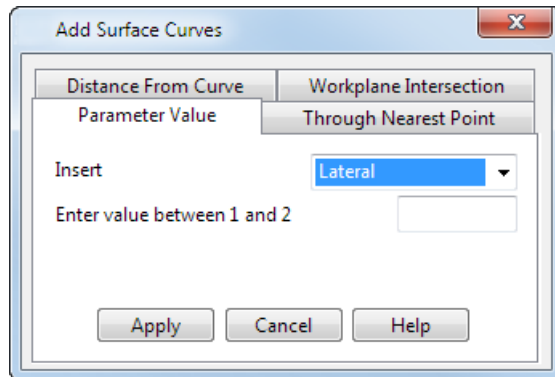 Add Surface Curves
Distance From Curve Workplane Intersection
Parameter Value Through Nearest Point
Insert Lateral
Enter value between 1 and 2
Apply Cancel Help